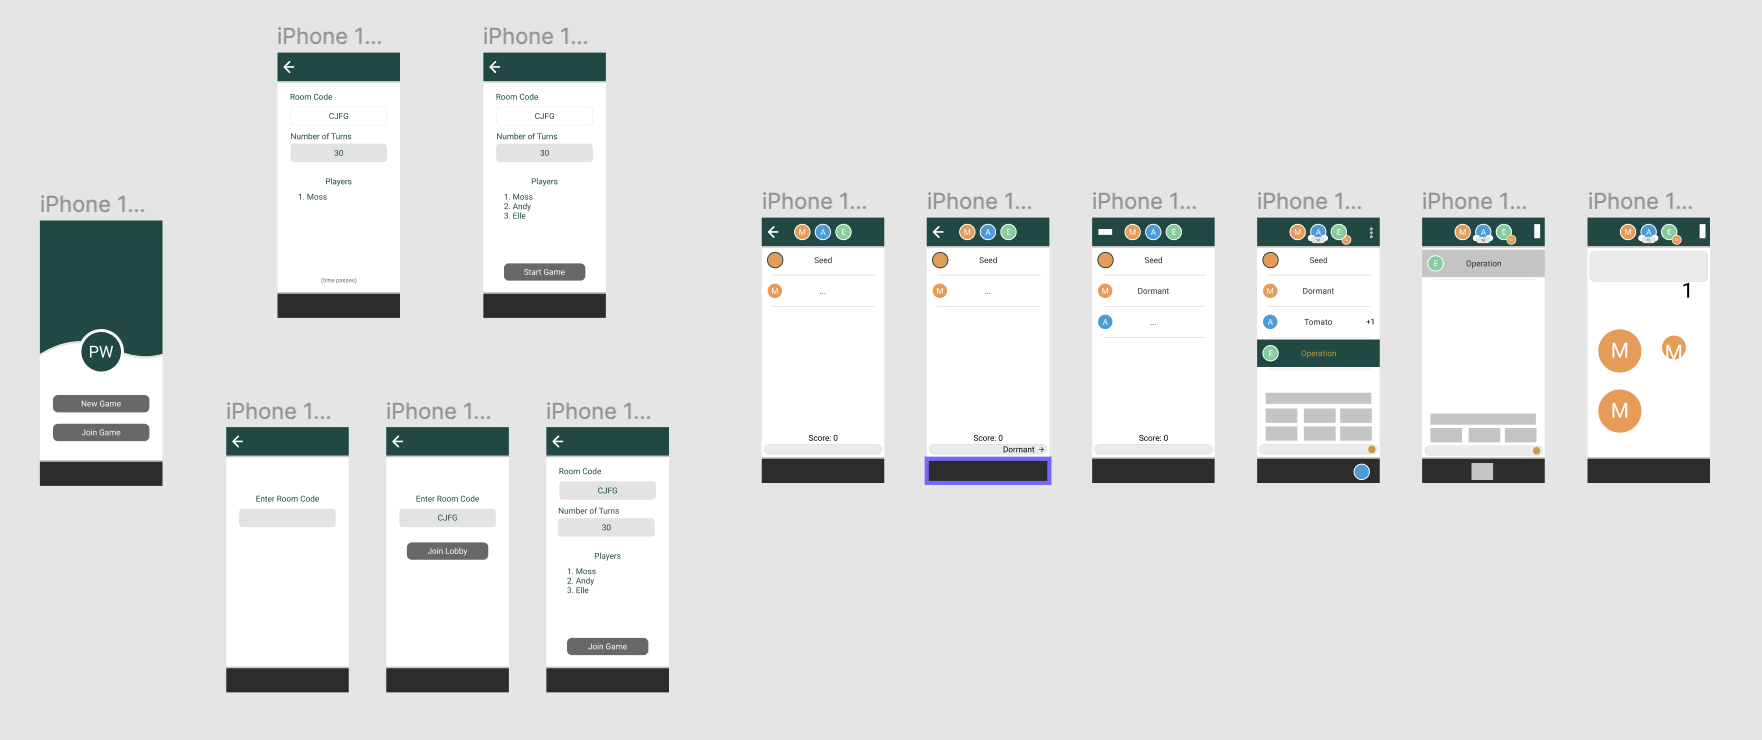 iPhone 1...
PW
New Game
Join Game
iPhone 1...
Room Code
CJFG
Number of Turns
30
Players
1. Moss
(time passes)
iPhone 1...
Room Code
CJFG
Number of Turns
30
Players
1. Moss
2. Andy
3. Elle
Start Game
iPhone 1...
Enter Room Code
iPhone 1...
Enter Room Code
CJFG
Join Lobby
iPhone 1...
Room Code
CJFG
Number of Turns
30
Players
1. Moss
2. Andy
3. Elle
Join Game
iPhone 1...
M A E
Seed
M ...
Score: 0
iPhone 1...
M A E
Seed
M ...
Score: 0
Dormant →
iPhone 1...
M A E
Seed
M Dormant
A ...
Score: 0
iPhone 1...
M A E
Seed
M Dormant
A Tomato +1
E Operation
iPhone 1...
M A E
E Operation
iPhone 1...
M A E
1
M M
M